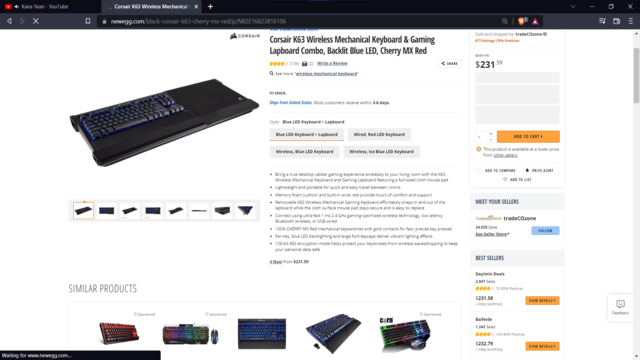 Kana Yuari - YouTube
Corsair K63 Wireless Mechanical K
newegg.com/black-corsair-k63-cherry-mx-red/p/N82E16823816106
CORSAIR
Corsair K63 Wireless Mechanical Keyboard & Gaming
Lapboard Combo, Backlit Blue LED, Cherry MX Red
(2)
Write a Review
SHARE
See more "wireless mechanical keyboard"
In stock.
Ships from United States. Most customers receive within 3-6 days
Style: Blue LED Keyboard + Lapboard
Blue LED Keyboard + Lapboard
Wired, Red LED Keyboard
Wireless, Blue LED Keyboard
Wireless, Ice Blue LED Keyboard
Bring a true desktop caliber gaming experience wirelessly to your living room with the K63
Wireless Mechanical Keyboard and Gaming Lapboard featuring a full-sized cloth mouse pad
Lightweight and portable for quick and easy travel between rooms
Memory foam cushion and built-in wrist rest provide hours of comfort and support
Removable K63 Wireless Mechanical Gaming Keyboard effortlessly snaps in and out of the lapboard
while the cloth surface mouse pad stays secure and is easy to replace
Connect using ultra-fast 1 ms 2.4 GHz gaming-optimized wireless technology, low latency
Bluetooth wireless, or USB wired
100% CHERRY MX Red mechanical keyswitches with gold contacts for fast, precise key presses
Per-key, blue LED backlighting and large font keycaps deliver vibrant lighting effects
128-bit AES encryption mode helps protect your keystrokes from wireless eavesdropping to keep
your personal data safe
4 New from $231.59
Sold and shipped by: tradeCOzone
$231.59
1
ADD TO CART
This product is available at a lower price
from other sellers.
ADD TO COMPARE
PRICE ALERT
ADD TO LIST
MEET YOUR SELLERS
tradeCOzone
24,039 Sales
See Seller Store
FOLLOW
BEST SELLERS
Deylmin Deals
$231.58
VIEW DETAILS
BaiFeide
1,242 Sales
$232.79
VIEW DETAILS
Feedback
SIMILAR PRODUCTS
Sponsored
Sponsored
Sponsored
Waiting for www.newegg.com...